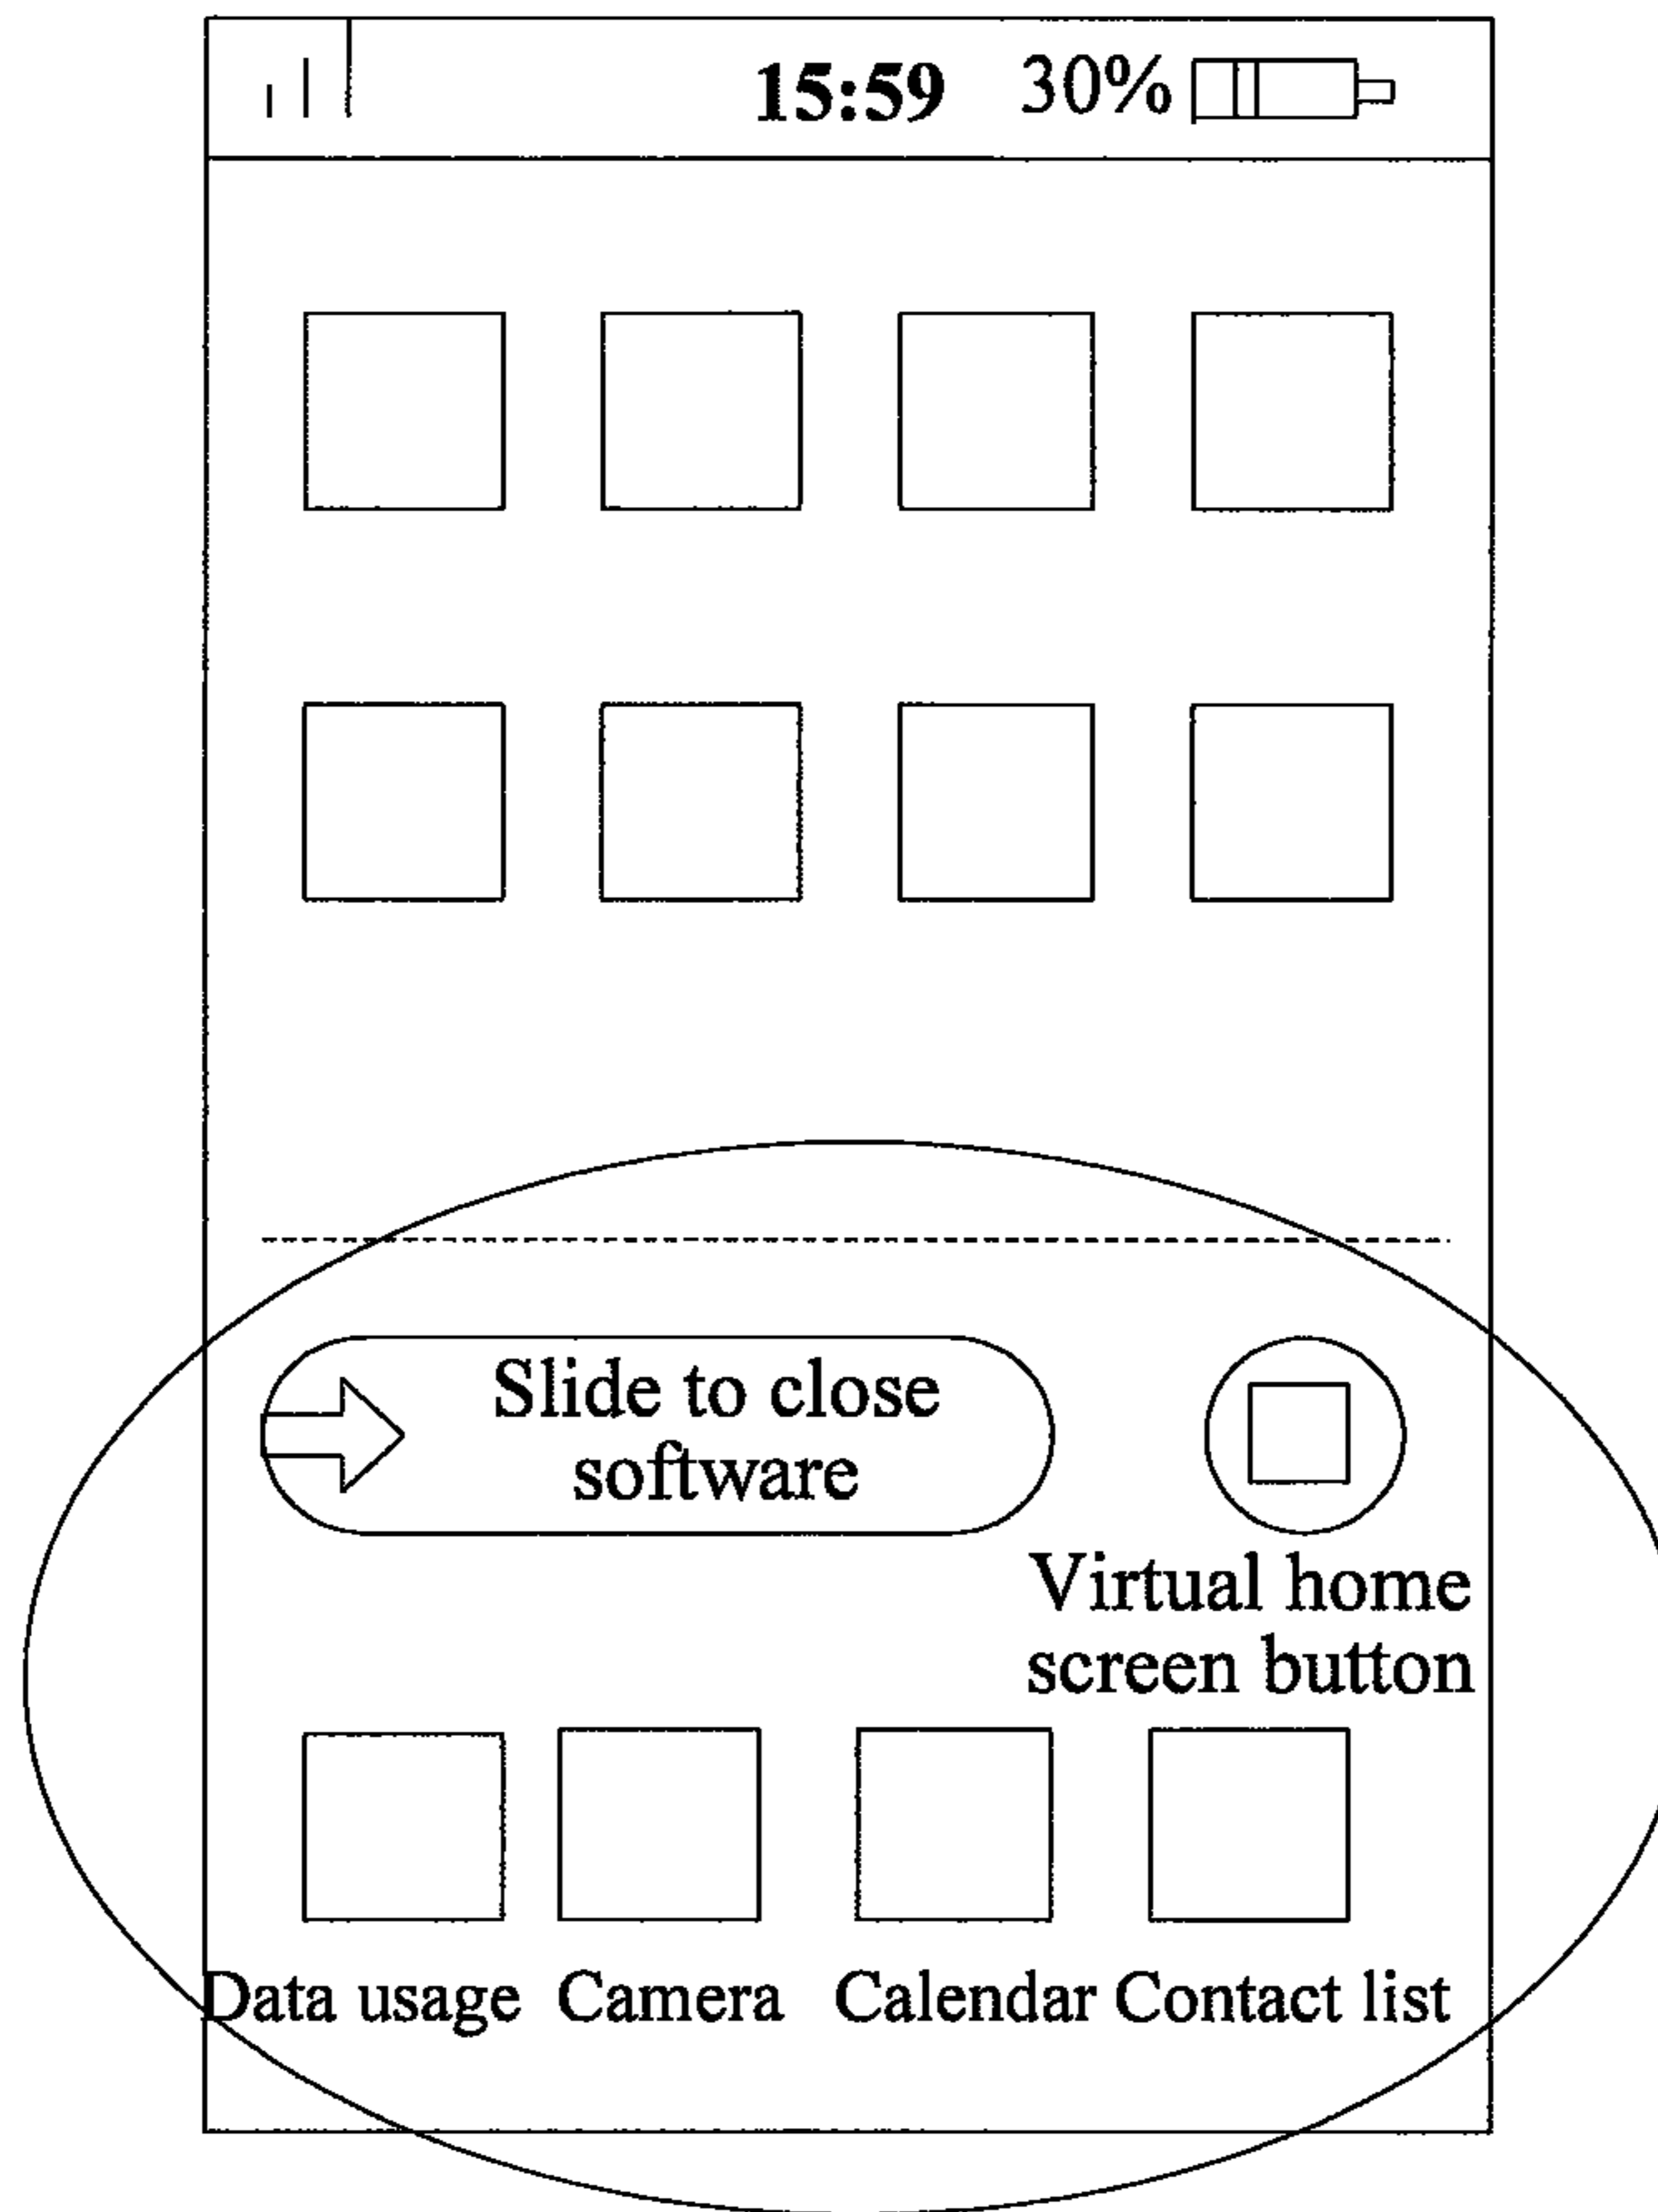 15:59 30%
Slide to close
software
Virtual home
screen button
Data usage Camera Calendar Contact list